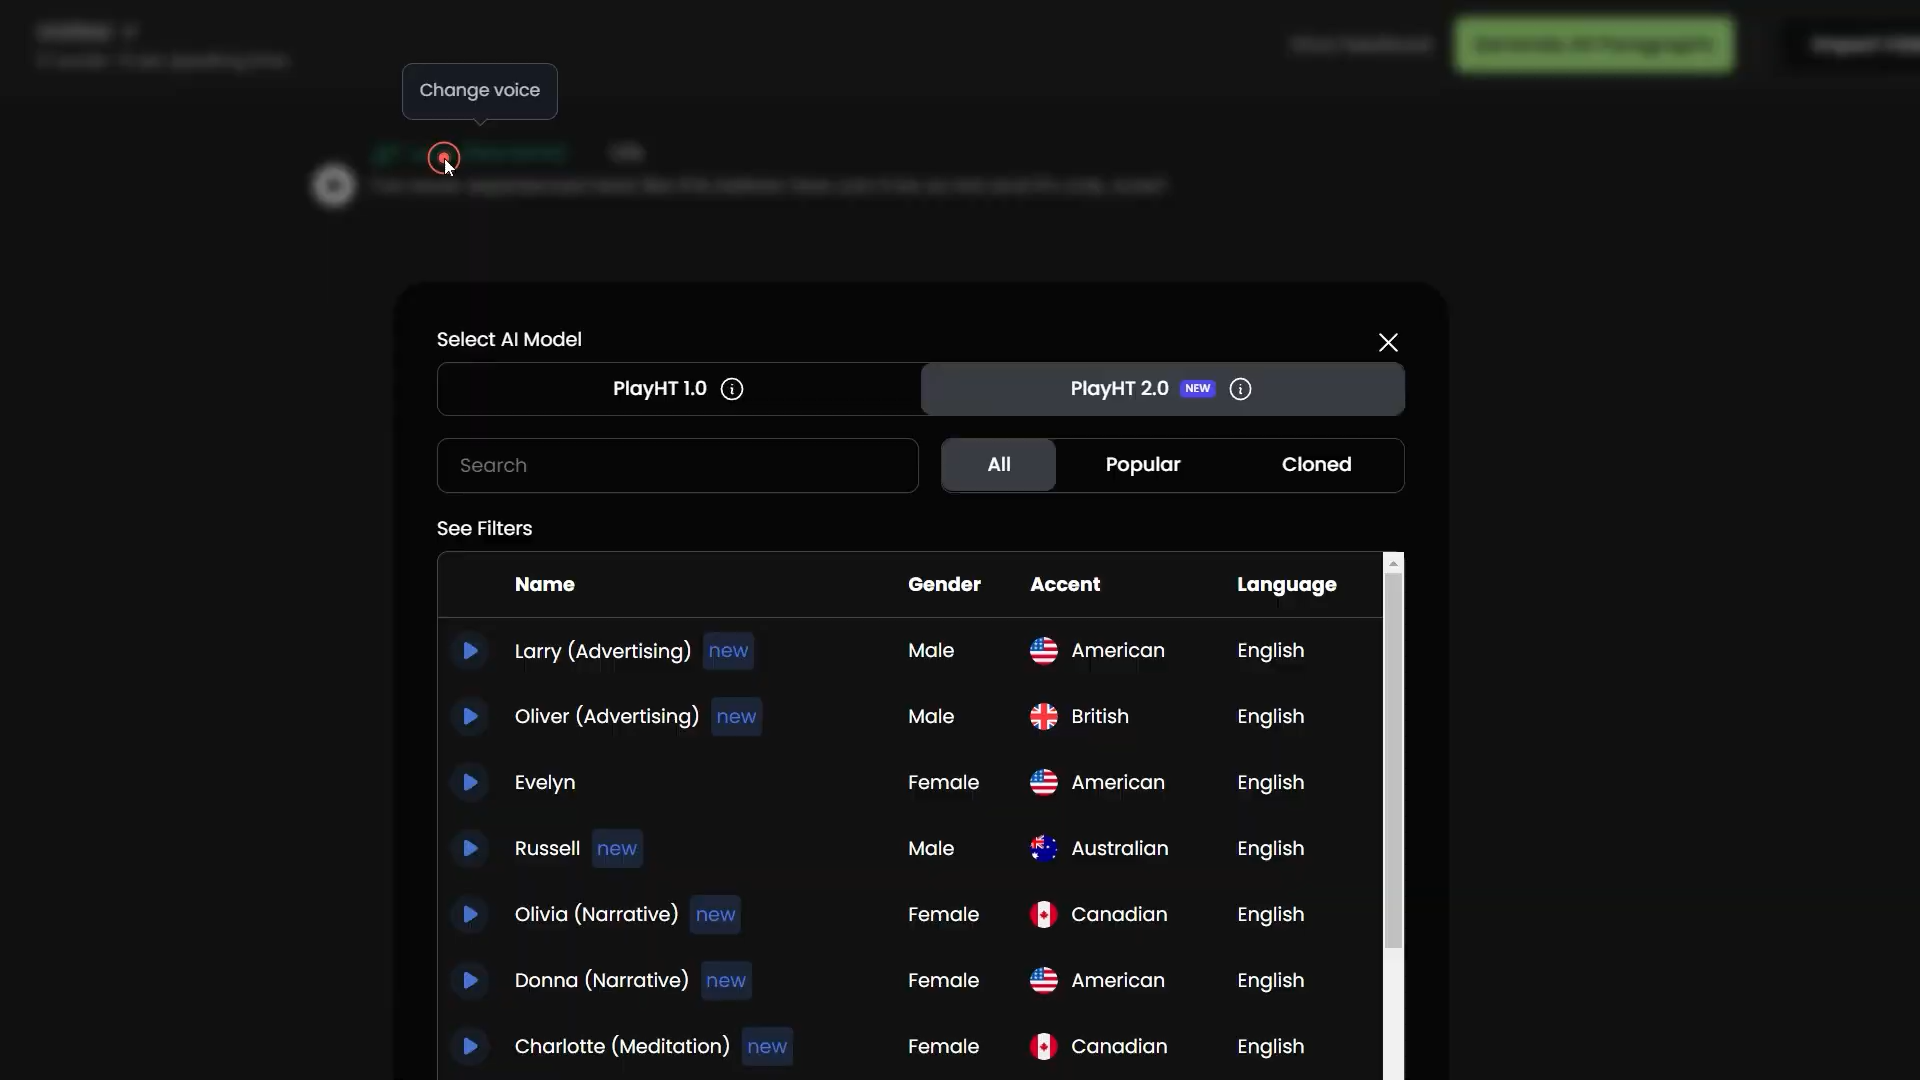 Change voice
Select AI Model
PlayHT 1.0 PlayHT 2.0 NEW
Search All Popular Cloned
See Filters
Name Gender Accent Language
Larry (Advertising) new Male American English
Oliver (Advertising) new Male British English
Evelyn Female American English
Russell new Male Australian English
Olivia (Narrative) new Female Canadian English
Donna (Narrative) new Female American English
Charlotte (Meditation) new Female Canadian English